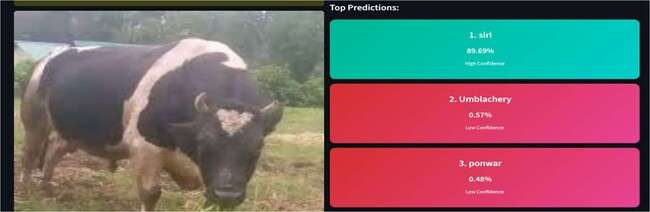 Top Predictions:
1. siri
89.69%
High Confidence
2. Umblachery
0.57%
Low Confidence
3. ponwar
0.48%
Low Confidence